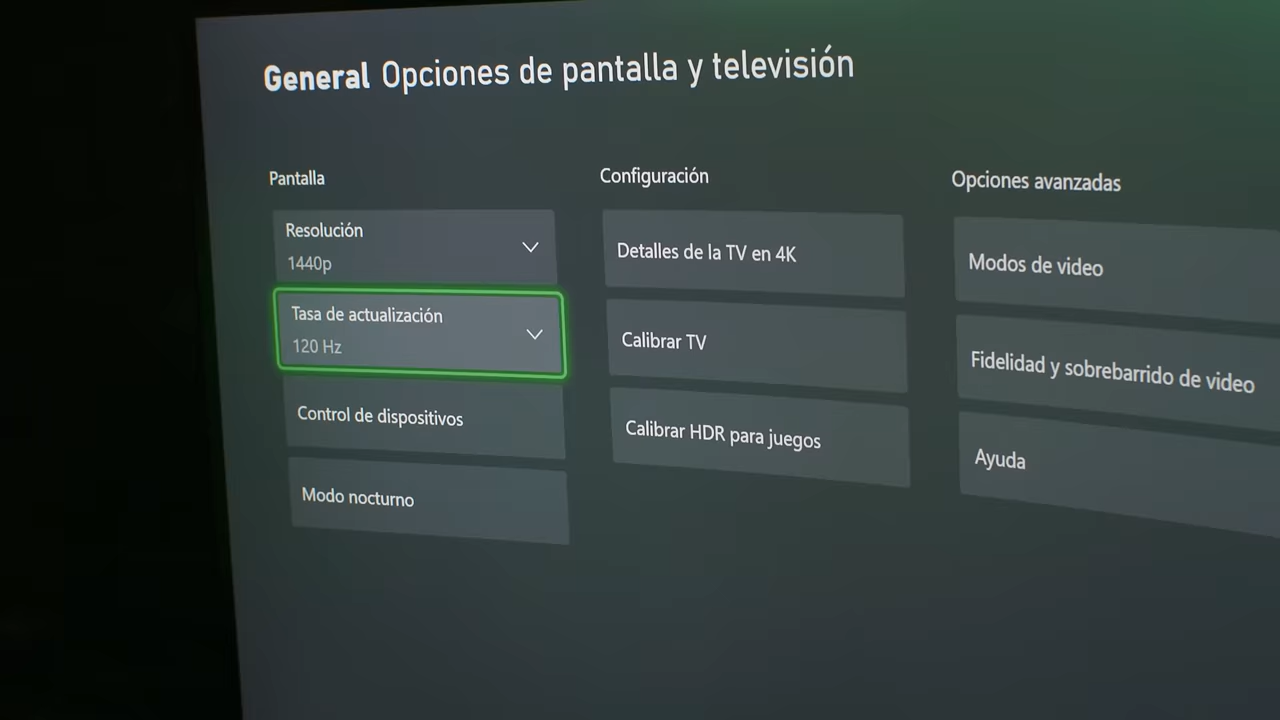 General Opciones de pantalla y televisión
Pantalla
Resolución
1440p
Tasa de actualización
120 Hz
Control de dispositivos
Modo nocturno
Configuración
Detalles de la TV en 4K
Calibrar TV
Calibrar HDR para juegos
Opciones avanzadas
Modos de video
Fidelidad y sobrebarrido de video
Ayuda